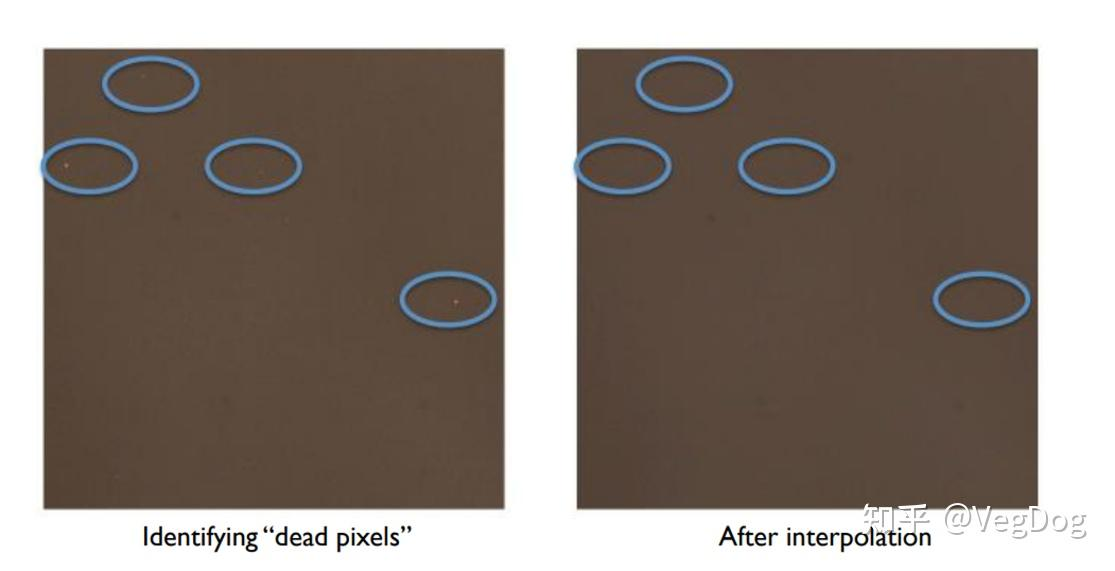 Identifying “dead pixels”
After interpolation
知乎 @VegDog